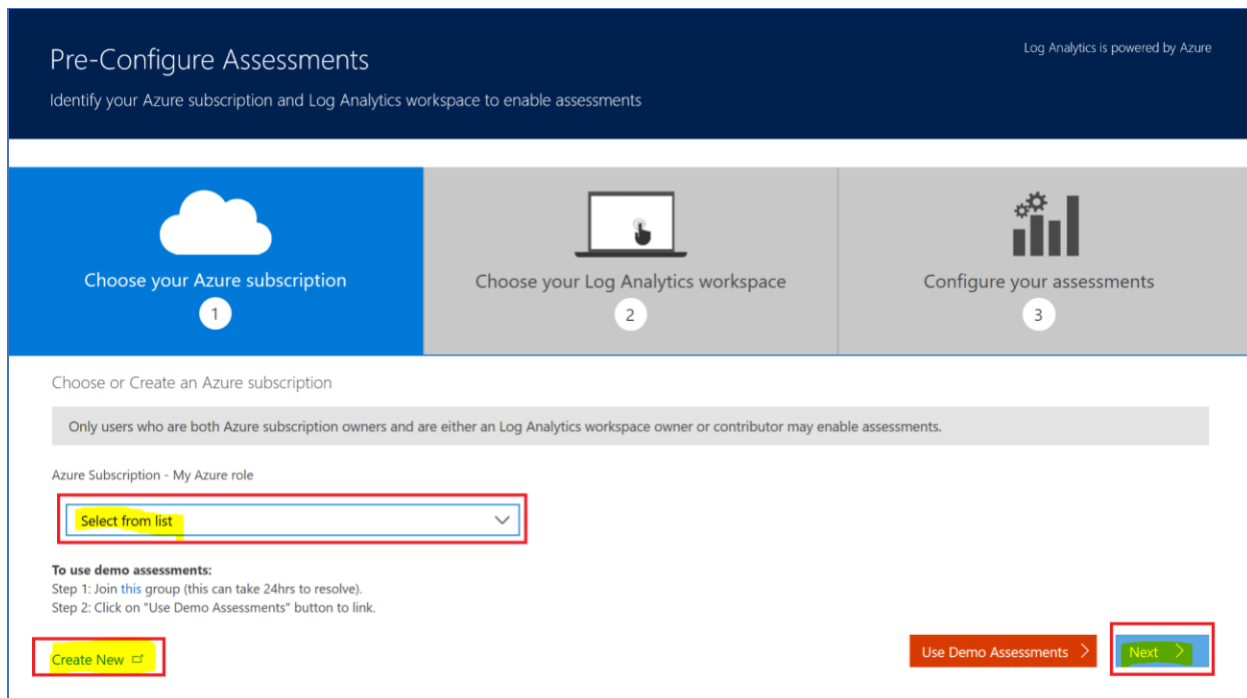 Pre-Configure Assessments
Log Analytics is powered by Azure
Identify your Azure subscription and Log Analytics workspace to enable assessments
Choose your Azure subscription
1
Choose your Log Analytics workspace
2
Configure your assessments
3
Choose or Create an Azure subscription
Only users who are both Azure subscription owners and are either an Log Analytics workspace owner or contributor may enable assessments.
Azure Subscription - My Azure role
Select from list
To use demo assessments:
Step 1: Join this group (this can take 24hrs to resolve).
Step 2: Click on "Use Demo Assessments" button to link.
Create New
Use Demo Assessments
Next